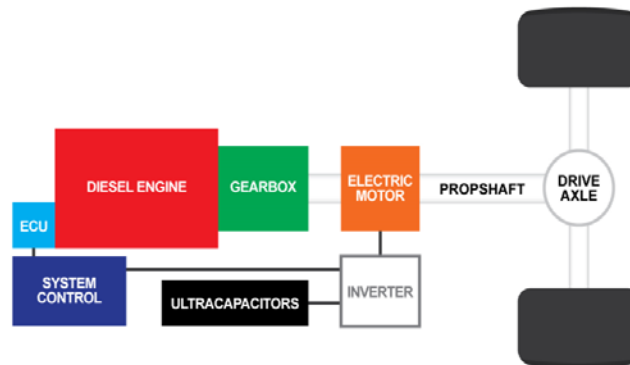 DIESEL ENGINE
GEARBOX
ELECTRIC
MOTOR
PROPSHAFT
DRIVE
AXLE
ECU
SYSTEM
CONTROL
ULTRACAPACITORS
INVERTER